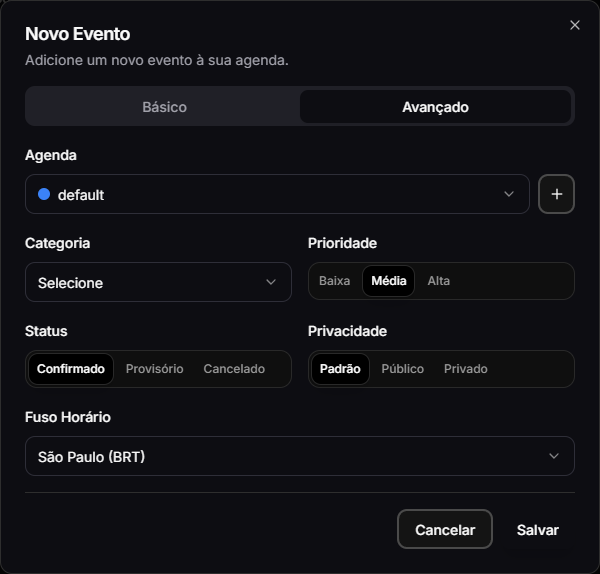 Novo Evento
Adicione um novo evento à sua agenda.
Básico Avançado
Agenda
default +
Categoria Prioridade
Selecione Baixa Média Alta
Status Privacidade
Confirmado Provisório Cancelado Padrão Público Privado
Fuso Horário
São Paulo (BRT)
Cancelar Salvar